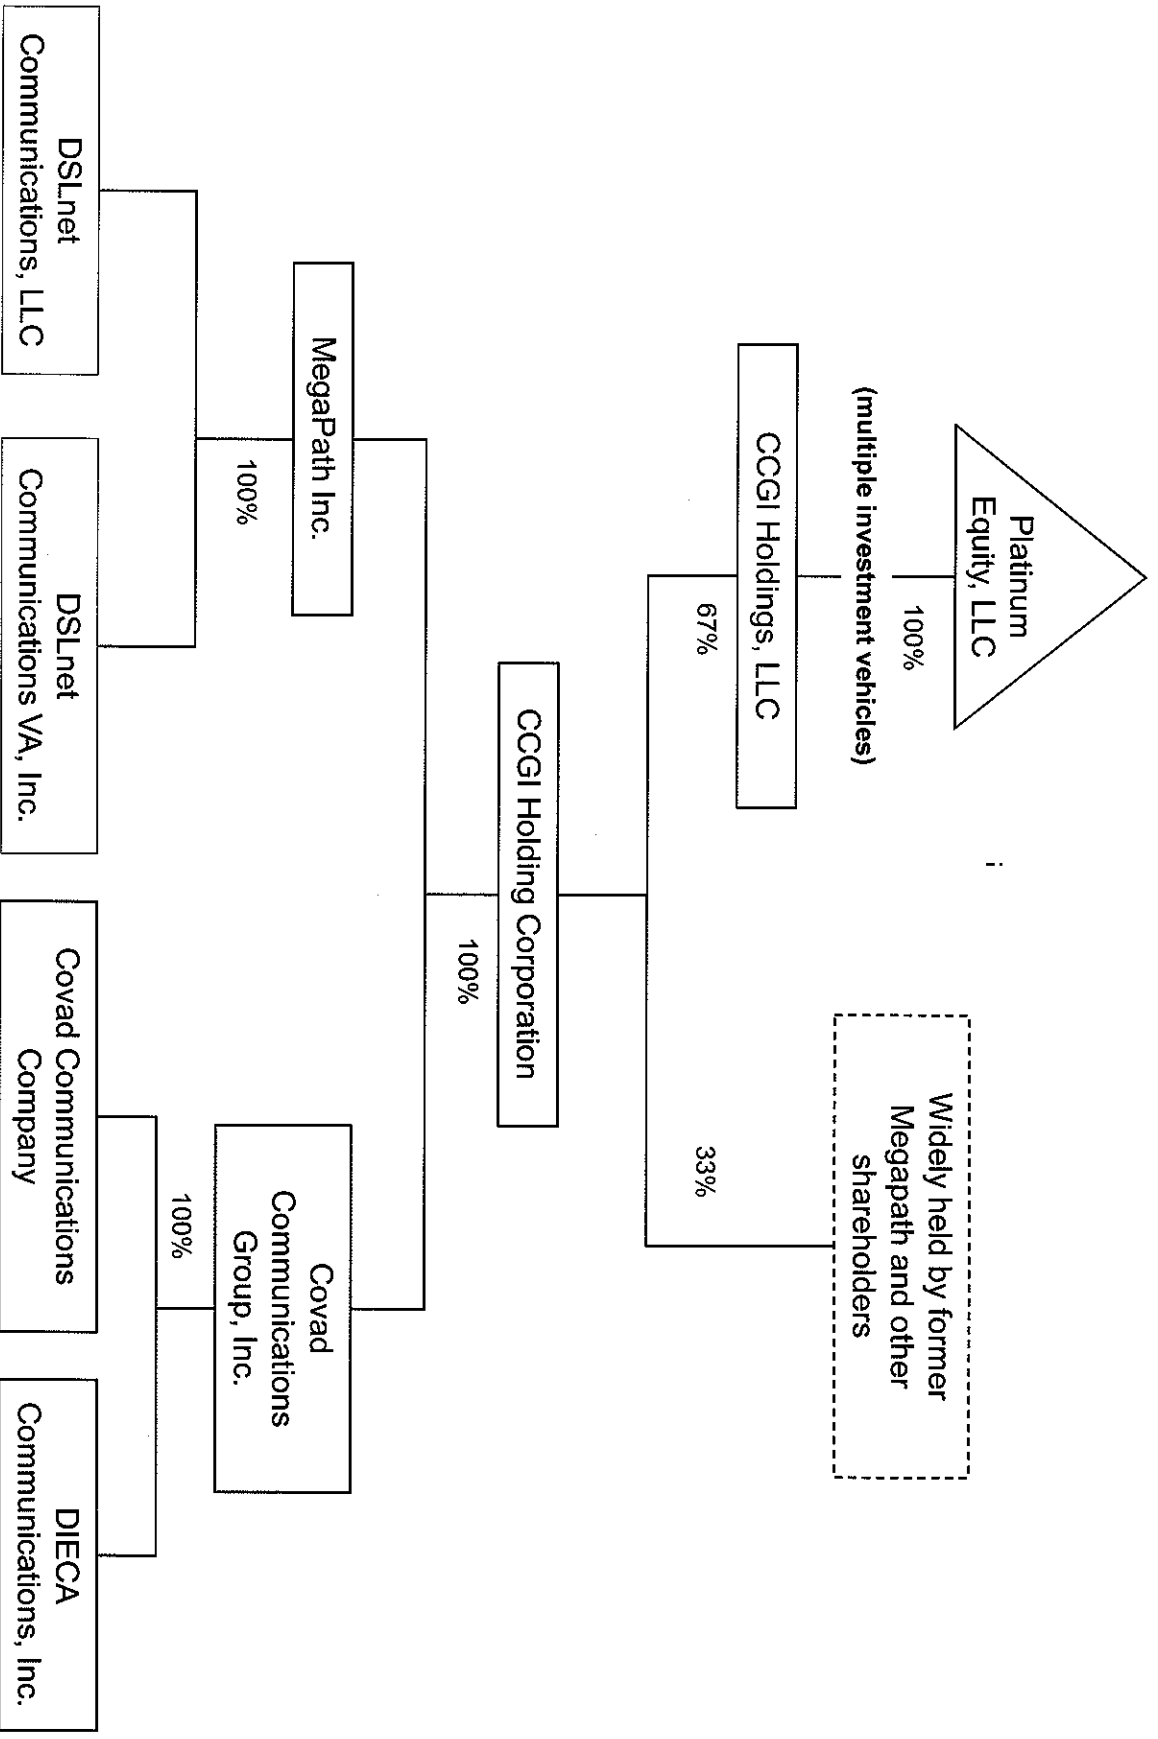 Platinum
Equity, LLC
100%
(multiple investment vehicles)
CCGI Holdings, LLC
67%
i
Widely held by former
Megapath and other
shareholders
33%
CCGI Holding Corporation
100%
MegaPath Inc.
100%
Covad
Communications
Group, Inc.
100%
DSLnet
Communications, LLC
DSLnet
Communications VA, Inc.
Covad Communications
Company
DIECA
Communications, Inc.